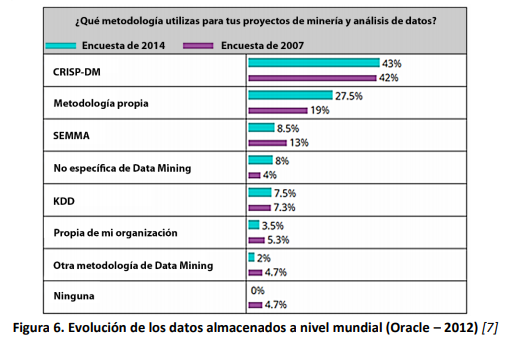 ¿Qué metodología utilizas para tus proyectos de minería y análisis de datos?
Encuesta de 2014 Encuesta de 2007
CRISP-DM 43%
42%
Metodología propia 27.5%
19%
SEMMA 8.5%
13%
No específica de Data Mining 8%
4%
KDD 7.5%
7.3%
Propia de mi organización 3.5%
5.3%
Otra metodología de Data Mining 2%
4.7%
Ninguna 0%
4.7%
Figura 6. Evolución de los datos almacenados a nivel mundial (Oracle – 2012) [7]